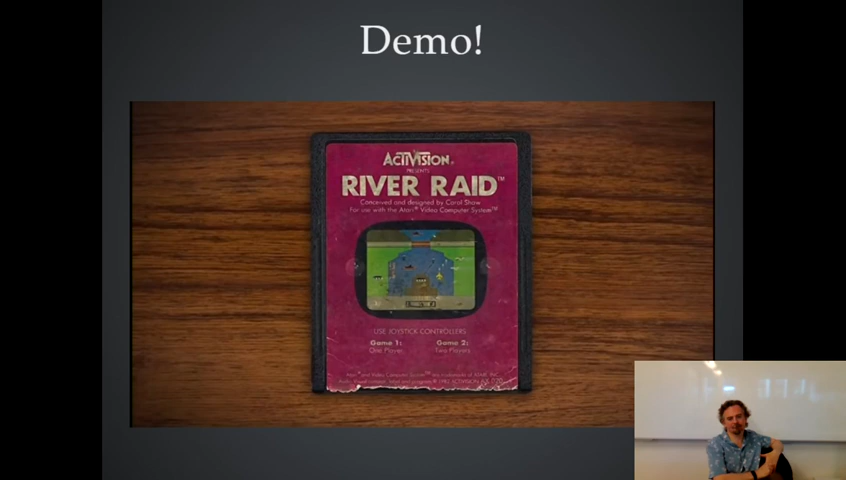 Demo!
ACTIVISION®
PRESENTS
RIVER RAID™
Conceived and designed by Carol Shaw
For use with the Atari® Video Computer System™
USE JOYSTICK CONTROLLERS
Game 1: Game 2:
One Player Two Players